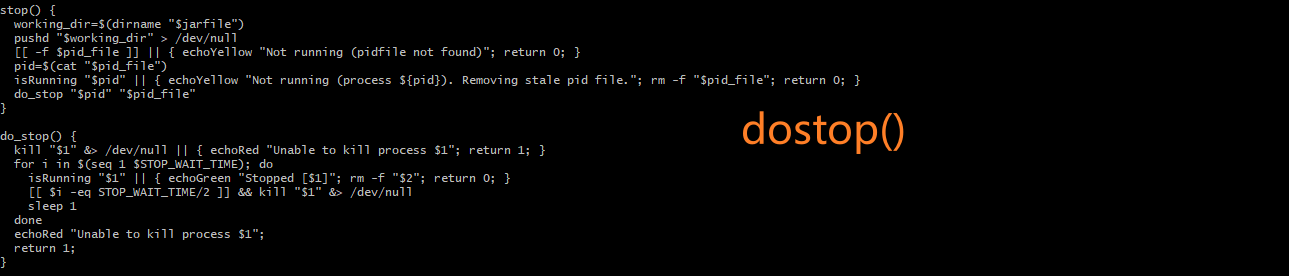 stop() {
  working_dir=$(dirname "$jarfile")
  pushd "$working_dir" > /dev/null
  [[ -f $pid_file ]] || { echoYellow "Not running (pidfile not found)"; return 0; }
  pid=$(cat "$pid_file")
  isRunning "$pid" || { echoYellow "Not running (process ${pid}). Removing stale pid file."; rm -f "$pid_file"; return 0; }
  do_stop "$pid" "$pid_file"
}
do_stop() {
  kill "$1" &> /dev/null || { echoRed "Unable to kill process $1"; return 1; }
  for i in $(seq 1 $STOP_WAIT_TIME); do
    isRunning "$1" || { echoGreen "Stopped [$1]"; rm -f "$2"; return 0; }
    [[ $i -eq STOP_WAIT_TIME/2 ]] && kill "$1" &> /dev/null
    sleep 1
  done
  echoRed "Unable to kill process $1";
  return 1;
}
dostop()